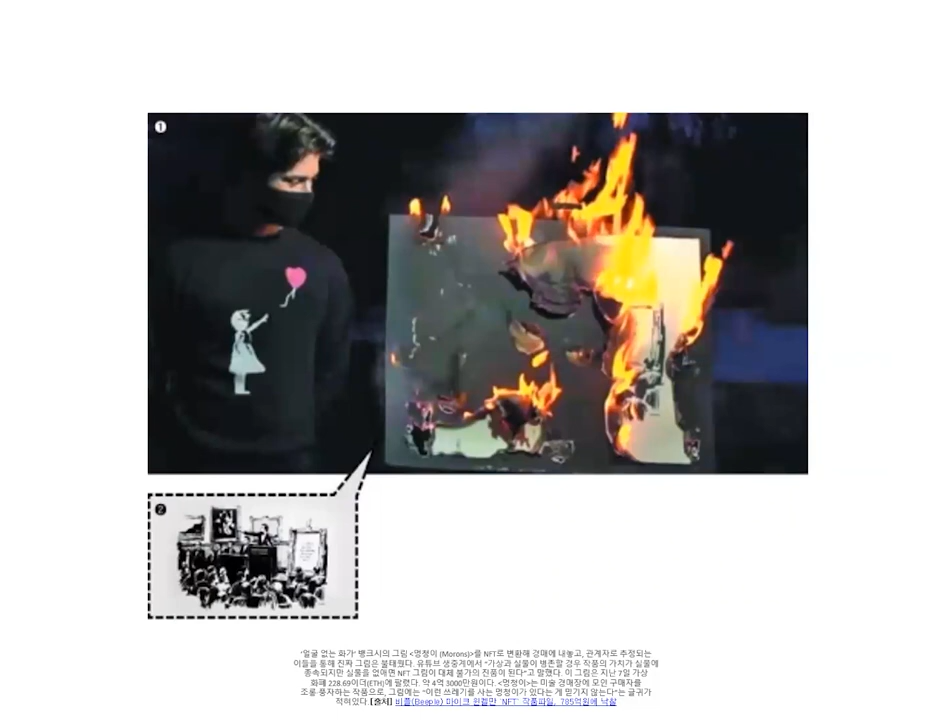 ❶
❷
'얼굴 없는 화가' 뱅크시의 그림 <멍청이 (Morons)>를 NFT로 변환해 경매에 내놓고, 관계자로 추정되는
이들을 통해 진짜 그림은 불태웠다. 유튜브 생중계에서 "가상과 실물이 병존할 경우 작품의 가치가 실물에
종속되지만 실물을 없애면 NFT 그림이 대체 불가의 진품이 된다"고 말했다. 이 그림은 지난 7일 가상
화폐 228.69이더(ETH)에 팔렸다. 약 4억 3000만원이다. <멍청이>는 미술 경매장에 모인 구매자를
조롱·풍자하는 작품으로, 그림에는 "이런 쓰레기를 사는 멍청이가 있다는 게 믿기지 않는다"는 글귀가
적혀있다.[출처] 비플(Beeple) 마이크 윈켈만 `NFT` 작품파일, 785억원에 낙찰